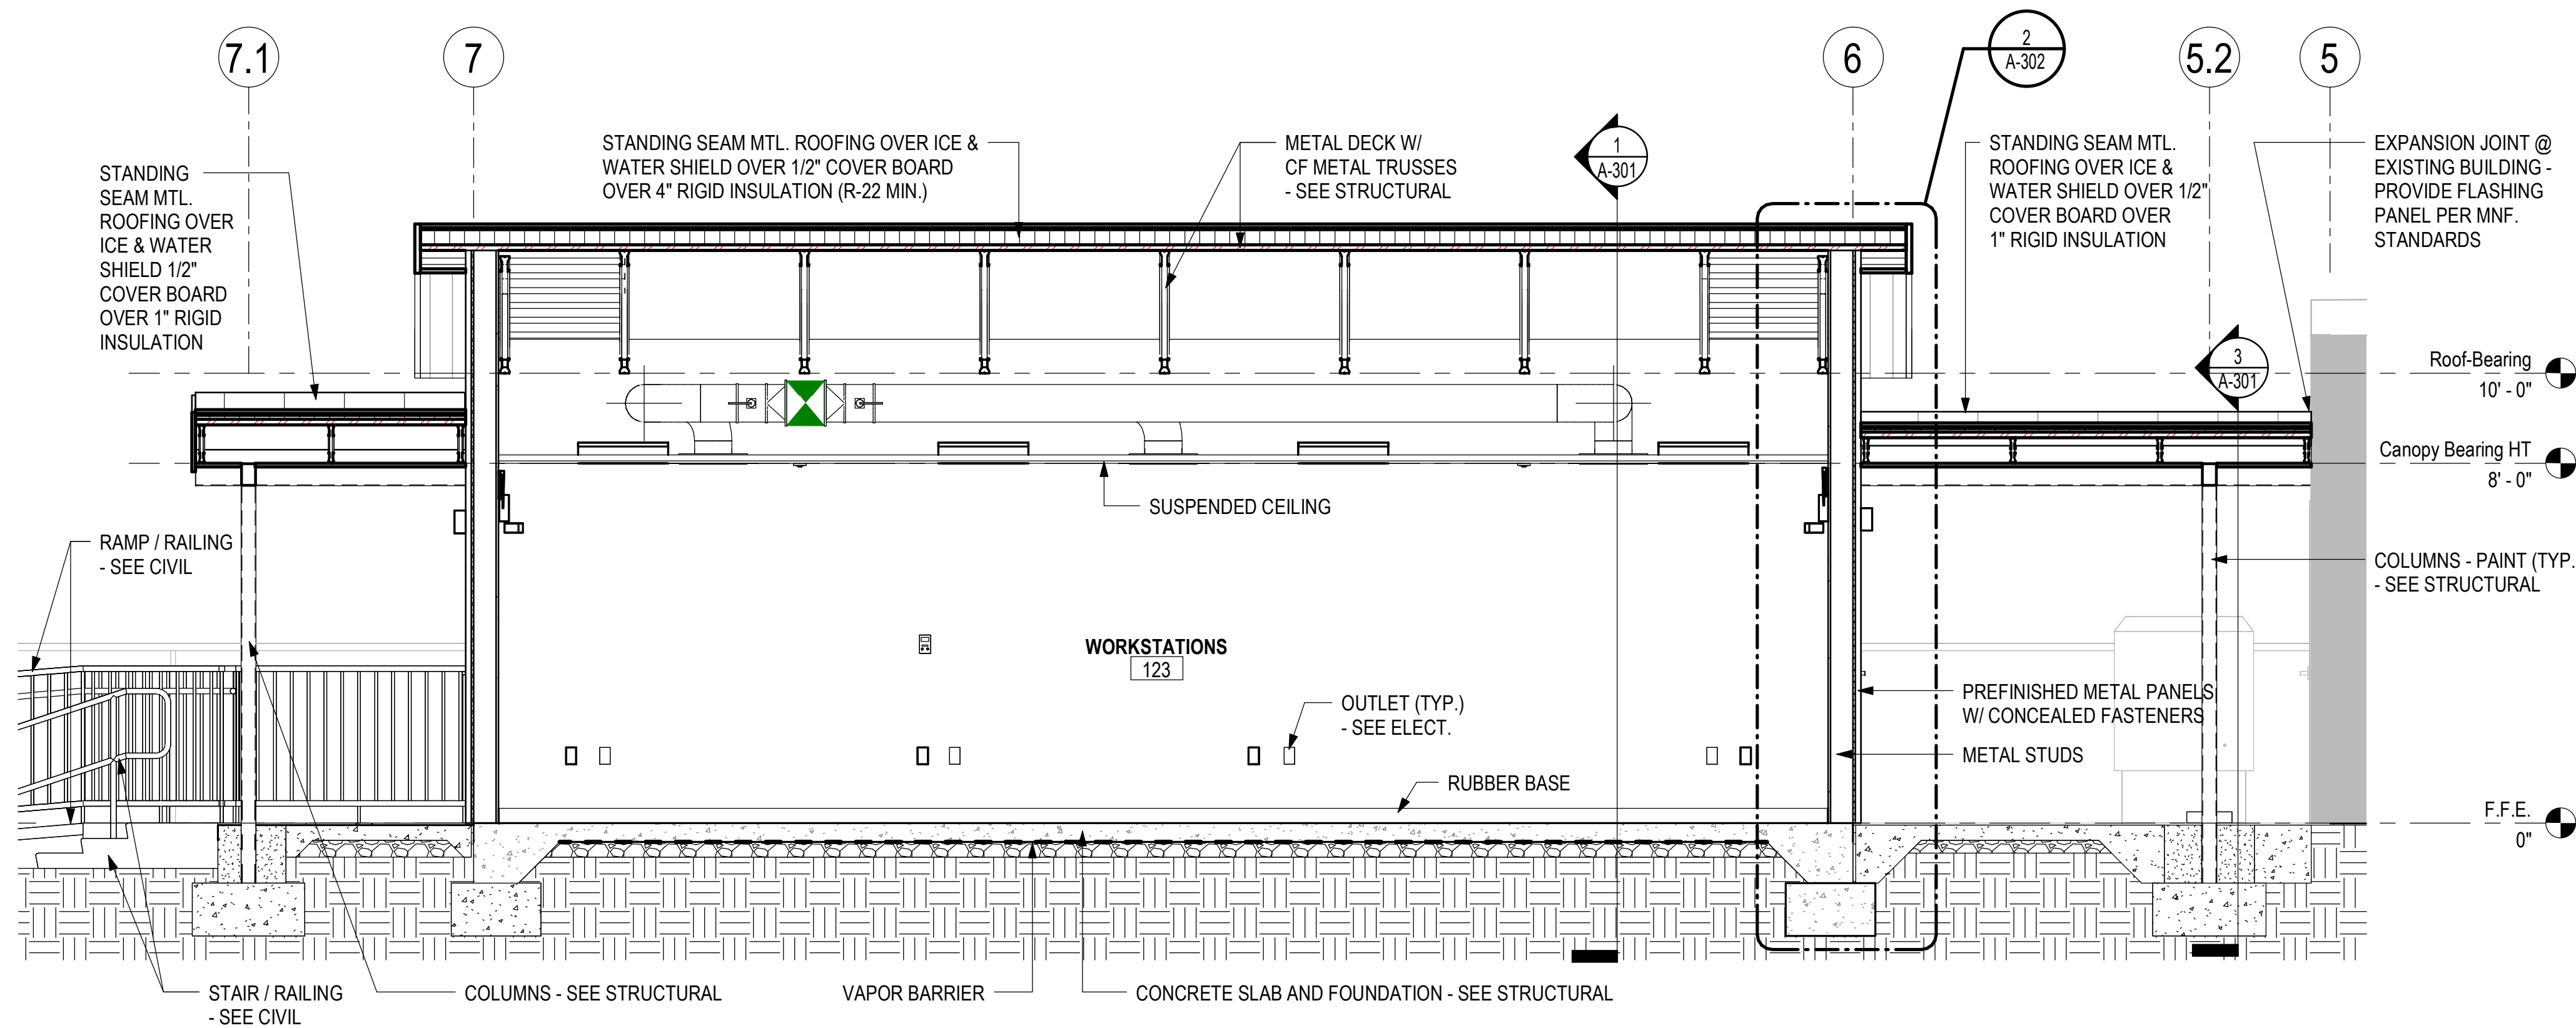 7.1
7
6
2
A-302
5.2
5
STANDING
SEAM MTL.
ROOFING OVER
ICE & WATER
SHIELD 1/2"
COVER BOARD
OVER 1" RIGID
INSULATION
STANDING SEAM MTL. ROOFING OVER ICE &
WATER SHIELD OVER 1/2" COVER BOARD
OVER 4" RIGID INSULATION (R-22 MIN.)
METAL DECK W/
CF METAL TRUSSES
- SEE STRUCTURAL
1
A-301
STANDING SEAM MTL.
ROOFING OVER ICE &
WATER SHIELD OVER 1/2"
COVER BOARD OVER
1" RIGID INSULATION
EXPANSION JOINT @
EXISTING BUILDING -
PROVIDE FLASHING
PANEL PER MNF.
STANDARDS
3
A-301
Roof-Bearing
10' - 0"
Canopy Bearing HT
8' - 0"
SUSPENDED CEILING
RAMP / RAILING
- SEE CIVIL
COLUMNS - PAINT (TYP.
- SEE STRUCTURAL
WORKSTATIONS
123
OUTLET (TYP.)
- SEE ELECT.
PREFINISHED METAL PANELS
W/ CONCEALED FASTENERS
METAL STUDS
RUBBER BASE
F.F.E.
0"
STAIR / RAILING
- SEE CIVIL
COLUMNS - SEE STRUCTURAL
VAPOR BARRIER
CONCRETE SLAB AND FOUNDATION - SEE STRUCTURAL